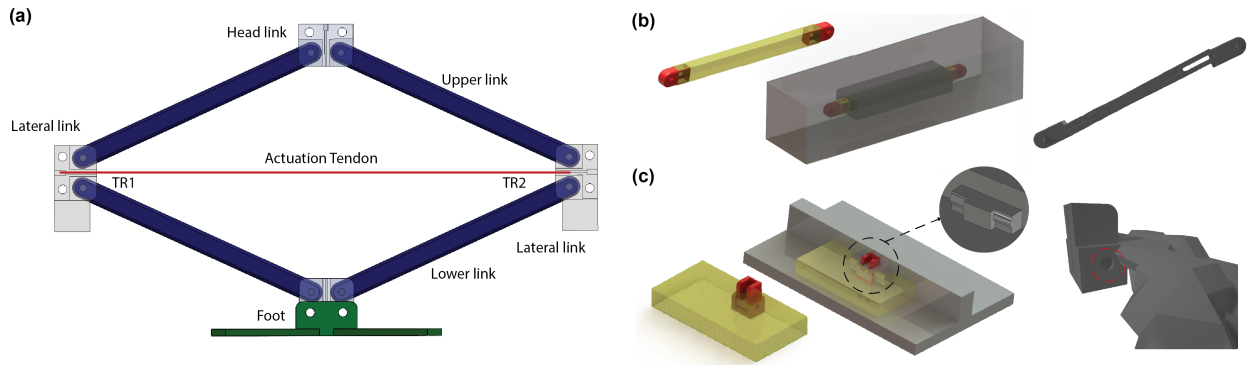 (a)
Head link
Upper link
Lateral link
Actuation Tendon
TR1
TR2
Lateral link
Lower link
Foot
(b)
(c)